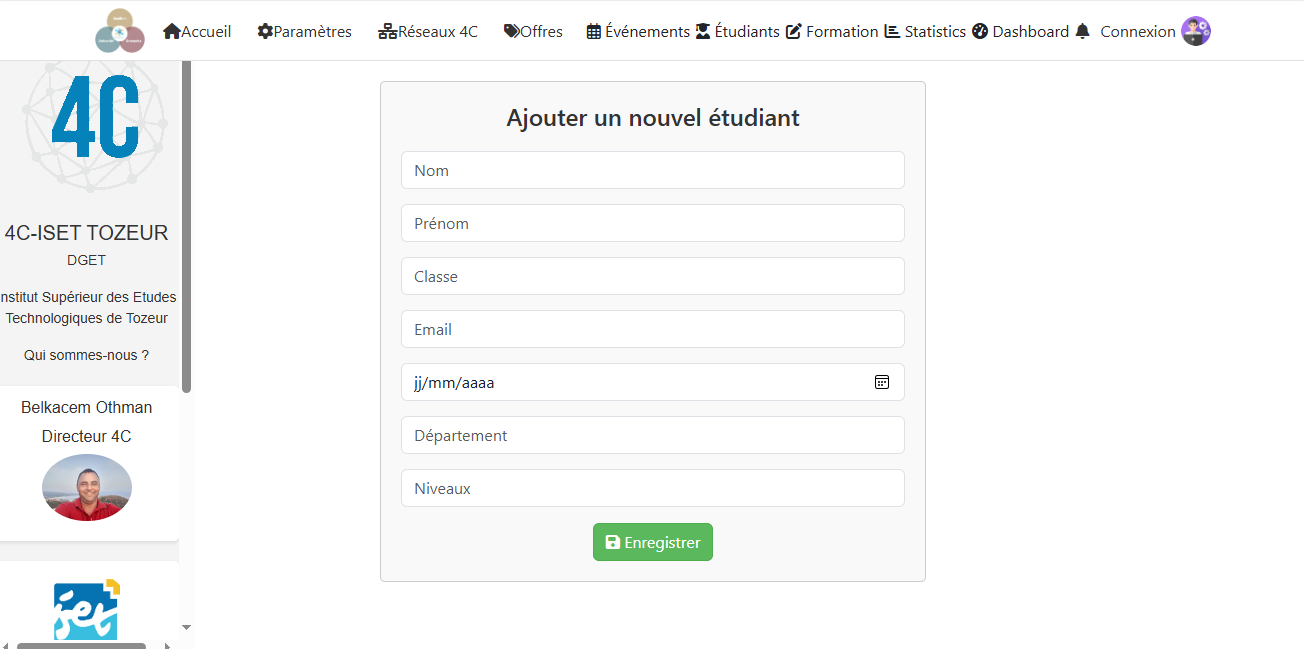 Accueil Paramètres Réseaux 4C Offres Événements Étudiants Formation Statistics Dashboard Connexion
4C
4C-ISET TOZEUR
DGET
nstitut Supérieur des Etudes
Technologiques de Tozeur
Qui sommes-nous ?
Belkacem Othman
Directeur 4C
iset
Ajouter un nouvel étudiant
Nom
Prénom
Classe
Email
jj/mm/aaaa
Département
Niveaux
Enregistrer